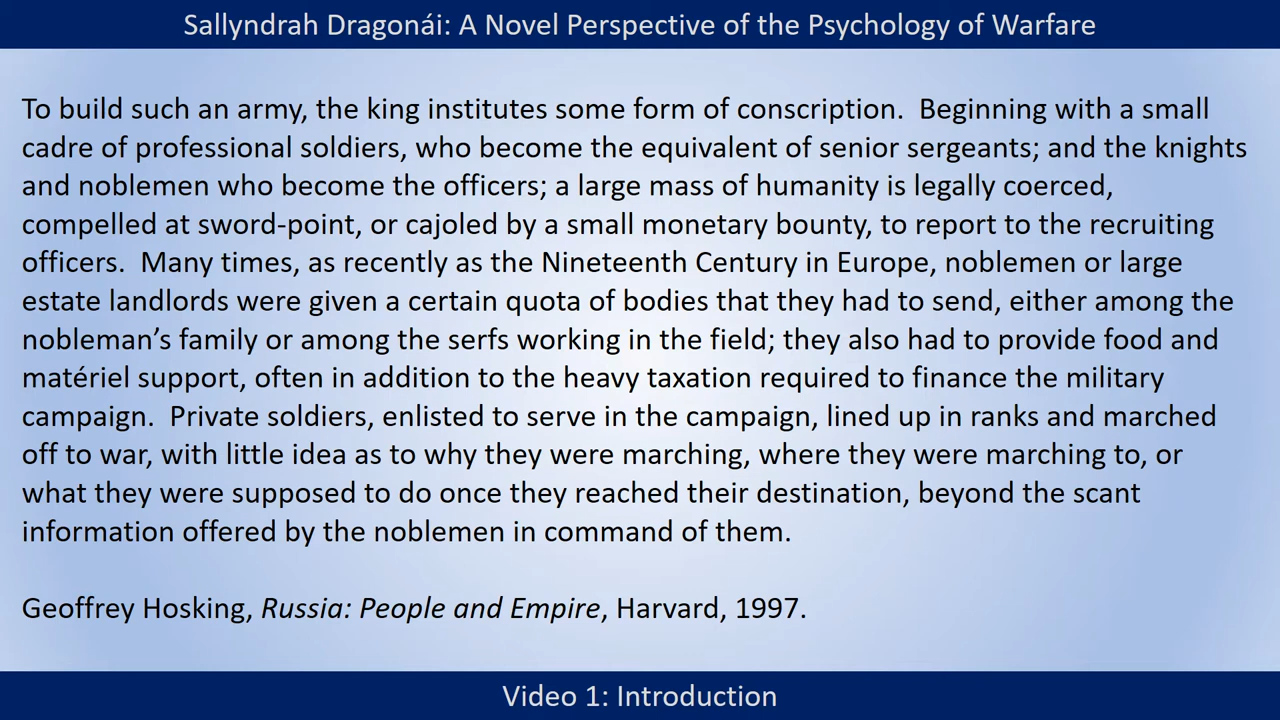 Sallyndrah Dragonái: A Novel Perspective of the Psychology of Warfare
To build such an army, the king institutes some form of conscription.  Beginning with a small
cadre of professional soldiers, who become the equivalent of senior sergeants; and the knights
and noblemen who become the officers; a large mass of humanity is legally coerced,
compelled at sword-point, or cajoled by a small monetary bounty, to report to the recruiting
officers.  Many times, as recently as the Nineteenth Century in Europe, noblemen or large
estate landlords were given a certain quota of bodies that they had to send, either among the
nobleman’s family or among the serfs working in the field; they also had to provide food and
matériel support, often in addition to the heavy taxation required to finance the military
campaign.  Private soldiers, enlisted to serve in the campaign, lined up in ranks and marched
off to war, with little idea as to why they were marching, where they were marching to, or
what they were supposed to do once they reached their destination, beyond the scant
information offered by the noblemen in command of them.
Geoffrey Hosking, Russia: People and Empire, Harvard, 1997.
Video 1: Introduction